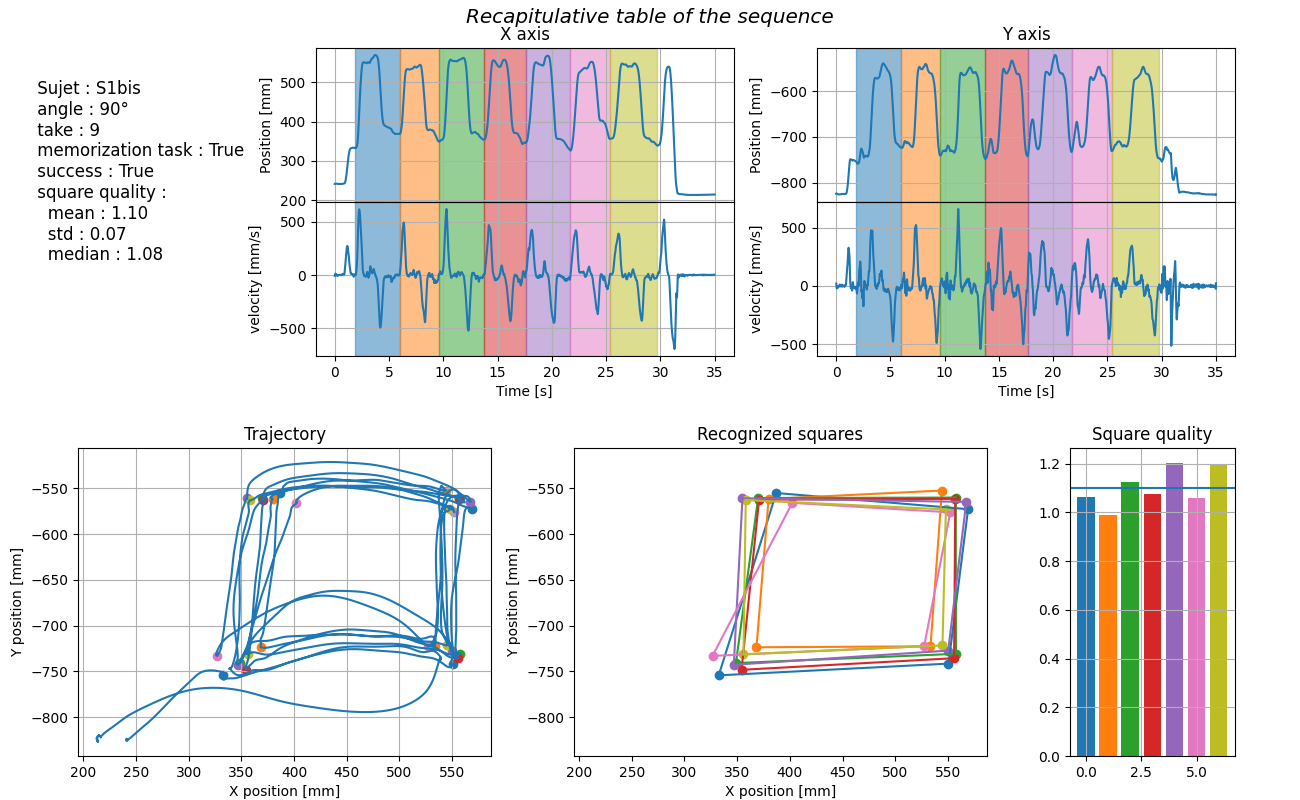 Recapitulative table of the sequence
Sujet : S1bis
angle : 90°
take : 9
memorization task : True
success : True
square quality :
mean : 1.10
std : 0.07
median : 1.08
X axis
Position [mm]
500
400
300
200
velocity [mm/s]
500
0
−500
0 5 10 15 20 25 30 35
Time [s]
Y axis
Position [mm]
−600
−700
−800
velocity [mm/s]
500
0
−500
0 5 10 15 20 25 30 35
Time [s]
Trajectory
Y position [mm]
−550
−600
−650
−700
−750
−800
200 250 300 350 400 450 500 550
X position [mm]
Recognized squares
Y position [mm]
−550
−600
−650
−700
−750
−800
200 250 300 350 400 450 500 550
X position [mm]
Square quality
1.2
1.0
0.8
0.6
0.4
0.2
0.0
0.0 2.5 5.0